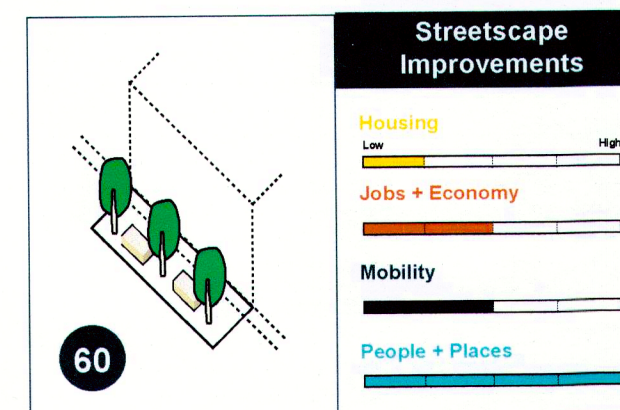 Streetscape
Improvements
Housing
Low High
Jobs + Economy
Mobility
People + Places
60